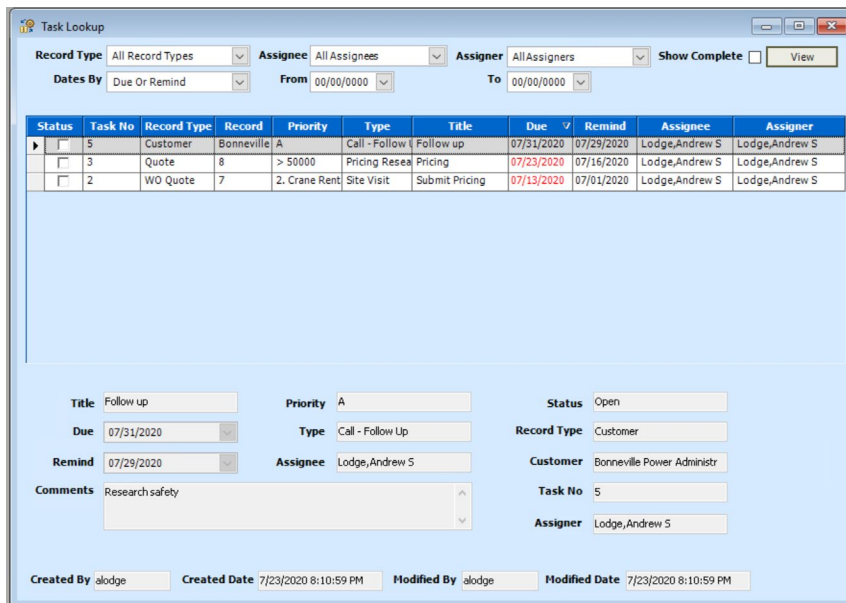 Task Lookup
Record Type All Record Types Assignee All Assignees Assigner AllAssigners Show Complete View
Dates By Due Or Remind From 00/00/0000 To 00/00/0000
Status Task No Record Type Record Priority Type Title Due Remind Assignee Assigner
5 Customer Bonneville A Call - Follow U Follow up 07/31/2020 07/29/2020 Lodge,Andrew S Lodge,Andrew S
3 Quote 8 > 50000 Pricing Resea Pricing 07/23/2020 07/16/2020 Lodge,Andrew S Lodge,Andrew S
2 WO Quote 7 2. Crane Rent Site Visit Submit Pricing 07/13/2020 07/01/2020 Lodge,Andrew S Lodge,Andrew S
Title Follow up Priority A Status Open
Due 07/31/2020 Type Call - Follow Up Record Type Customer
Remind 07/29/2020 Assignee Lodge,Andrew S Customer Bonneville Power Administr
Comments Research safety Task No 5
Assigner Lodge,Andrew S
Created By alodge Created Date 7/23/2020 8:10:59 PM Modified By alodge Modified Date 7/23/2020 8:10:59 PM